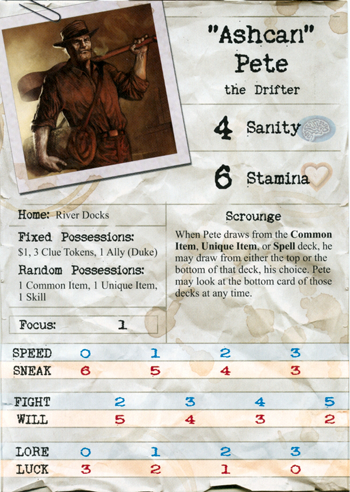 "Ashcan"
Pete
the Drifter
4 Sanity
6 Stamina
Home: River Docks
Fixed Possessions:
$1, 3 Clue Tokens, 1 Ally (Duke)
Random Possessions:
1 Common Item, 1 Unique Item,
1 Skill
Focus: 1
Scrounge
When Pete draws from the Common
Item, Unique Item, or Spell deck, he
may draw from either the top or the
bottom of that deck, his choice. Pete
may look at the bottom card of those
decks at any time.
SPEED 0 1 2 3
SNEAK 6 5 4 3
FIGHT 2 3 4 5
WILL 5 4 3 2
LORE 0 1 2 3
LUCK 3 2 1 0